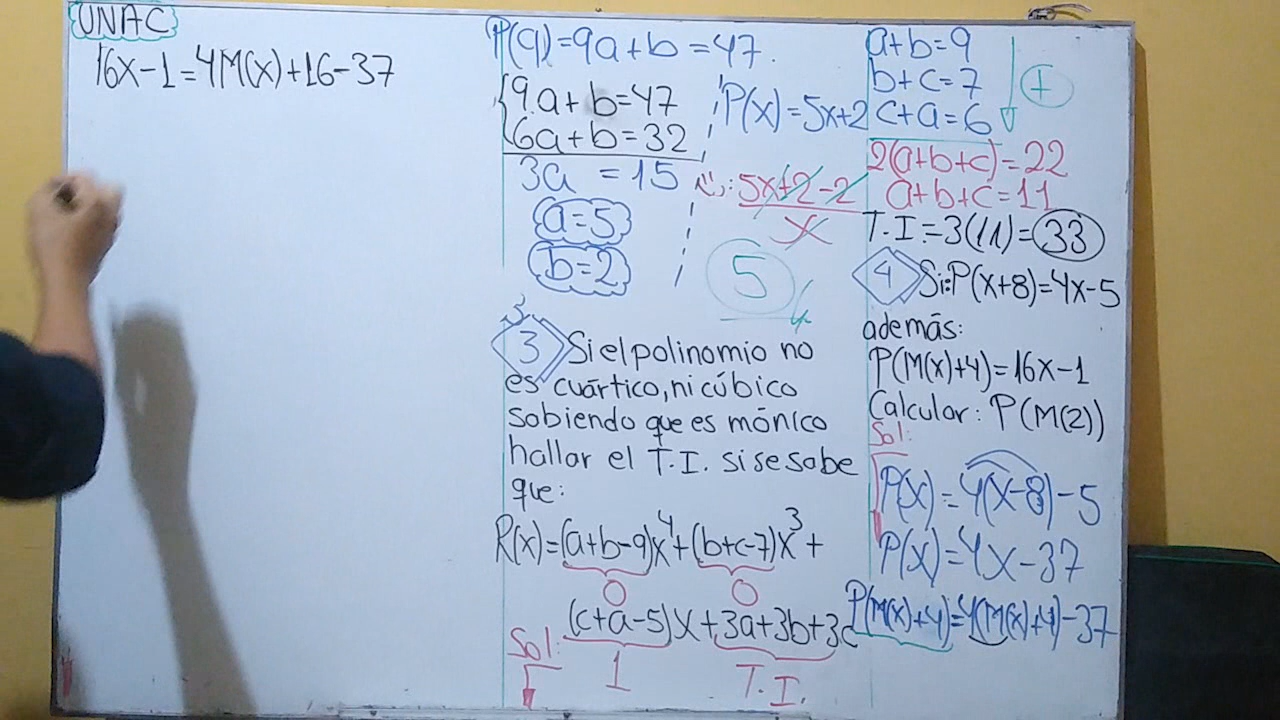 UNAC
16x-1=4M(x)+16-37
P(9)=9a+b=47.
9a+b=47
6a+b=32
3a=15
a=5
b=2
P(x)=5x+2
∴: 5x+2-2
x
5
3 Si el polinomio no
es cuártico, ni cúbico
sobiendo que es mónico
hallar el T.I. si se sabe
que:
R(x)=(a+b-9)x⁴+(b+c-7)x³+
0 0
(c+a-5)x+3a+3b+3c
Sol:
1 T.I.
a+b=9
b+c=7
c+a=6
+
2(a+b+c)=22
a+b+c=11
T.I.=3(11)=33
4 Si:P(x+8)=4x-5
además:
P(M(x)+4)=16x-1
Calcular: P(M(2))
Sol:
P(x)=4(x-8)-5
P(x)=4x-37
P(M(x)+4)=4(M(x)+4)-37